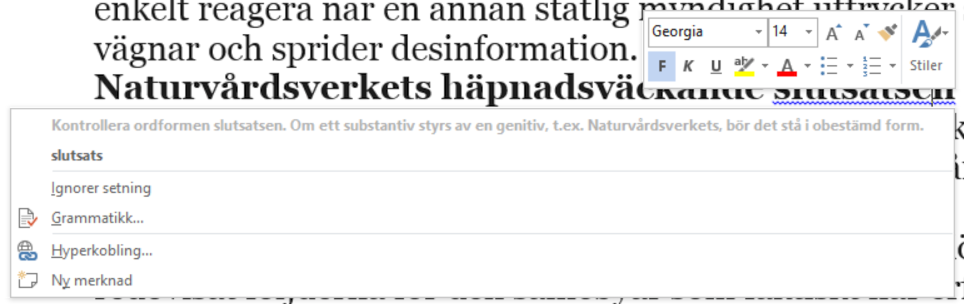 enkelt reagera när en annan statlig myndighet uttrycker
vägnar och sprider desinformation.
Georgia 14
F K U Stiler
Naturvårdsverkets häpnadsväckande slutsatsen
Kontrollera ordformen slutsatsen. Om ett substantiv styrs av en genitiv, t.ex. Naturvårdsverkets, bör det stå i obestämd form.
slutsats
Ignorer setning
Grammatikk...
Hyperkobling...
Ny merknad